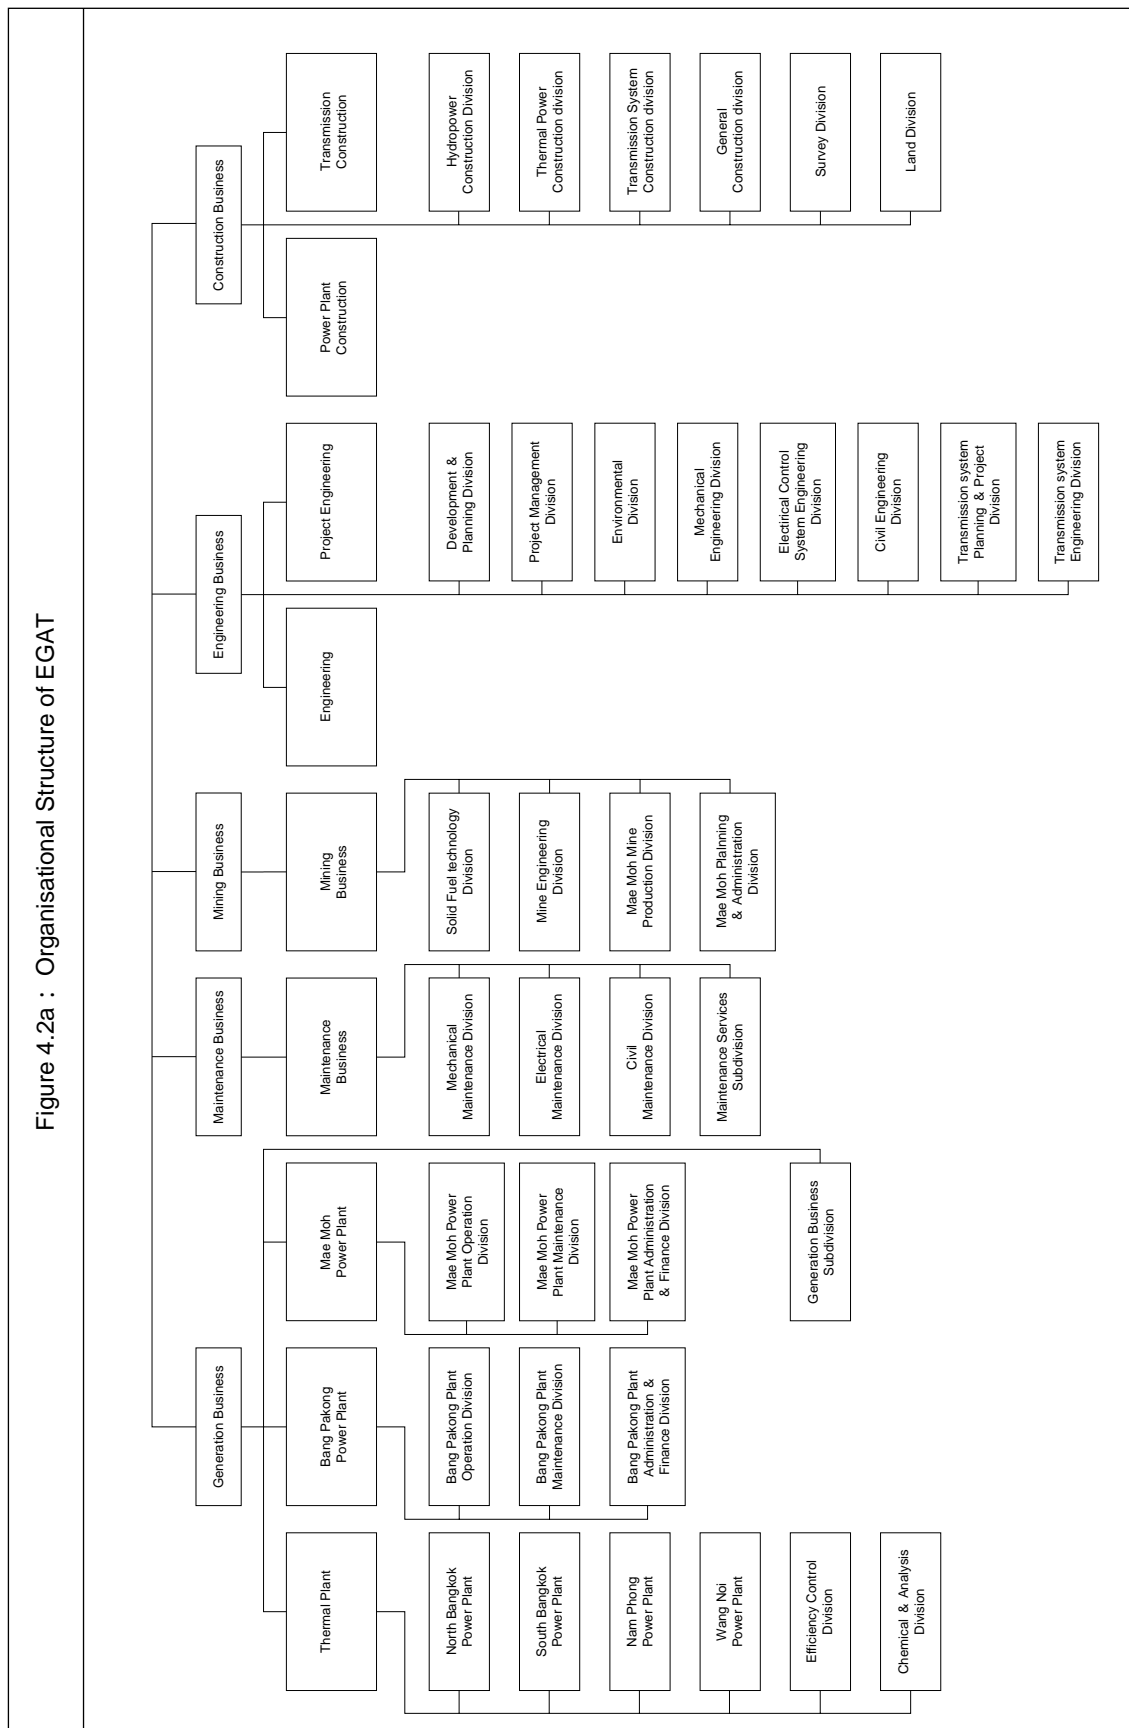 Figure 4.2a : Organisational Structure of EGAT
Generation Business
Maintenance Business
Mining Business
Engineering Business
Construction Business
Thermal Plant
Bang Pakong
Power Plant
Mae Moh
Power Plant
Maintenance
Business
Mining
Business
Engineering
Project Engineering
Power Plant
Construction
Transmission
Construction
North Bangkok
Power Plant
South Bangkok
Power Plant
Nam Phong
Power Plant
Wang Noi
Power Plant
Efficiency Control
Division
Chemical & Analysis
Division
Bang Pakong Plant
Operation Division
Bang Pakong Plant
Maintenance Division
Bang Pakong Plant
Administration &
Finance Division
Mae Moh Power
Plant Operation
Division
Mae Moh Power
Plant Maintenance
Division
Mae Moh Power
Plant Administration
& Finance Division
Generation Business
Subdivision
Mechanical
Maintenance Division
Electrical
Maintenance Division
Civil
Maintenance Division
Maintenance Services
Subdivision
Solid Fuel technology
Division
Mine Engineering
Division
Mae Moh Mine
Production Division
Mae Moh Plalnning
& Administration
Division
Development &
Planning Division
Project Management
Division
Environmental
Division
Mechanical
Engineering Division
Electirical Control
System Engineering
Division
Civil Engineering
Division
Transmission system
Planning & Project
Division
Transmission system
Engineering Division
Hydropower
Construction Division
Thermal Power
Construction division
Transmission System
Construction division
General
Construction division
Survey Division
Land Division